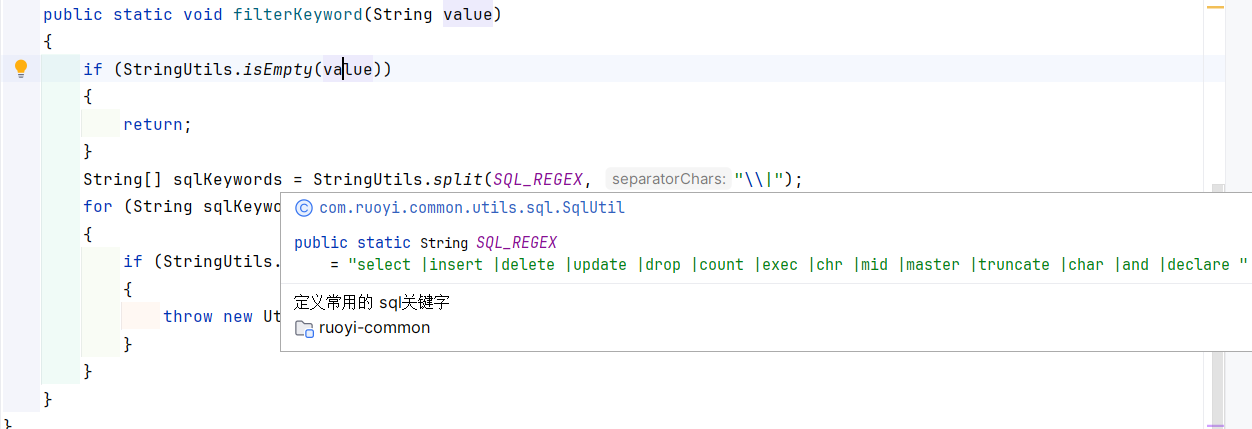 public static void filterKeyword(String value)
{
if (StringUtils.isEmpty(value))
{
return;
}
String[] sqlKeywords = StringUtils.split(SQL_REGEX, separatorChars: "\\|");
for (String sqlKeywo
com.ruoyi.common.utils.sql.SqlUtil
{
public static String SQL_REGEX
if (StringUtils.
= "select |insert |delete |update |drop |count |exec |chr |mid |master |truncate |char |and |declare "
{
定义常用的 sql关键字
throw new Ut
ruoyi-common
}
}
}
}